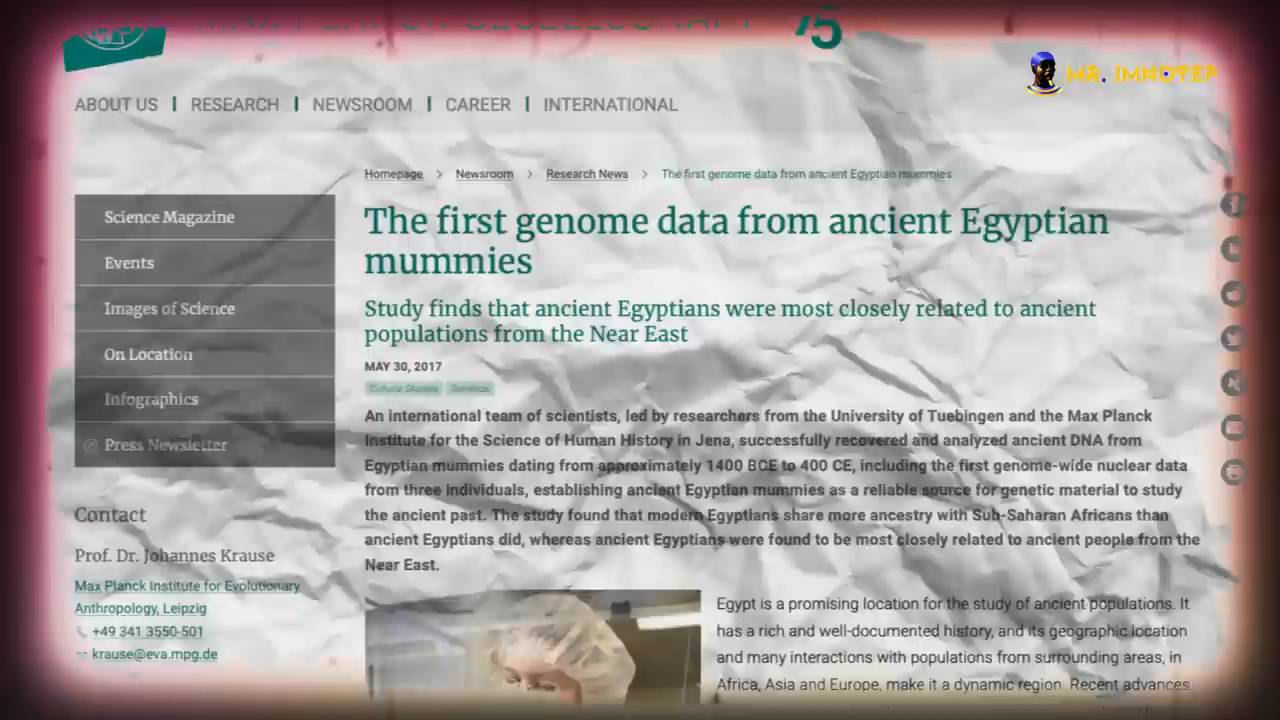 75
MR. IMHOTEP
ABOUT US | RESEARCH | NEWSROOM | CAREER | INTERNATIONAL
Homepage > Newsroom > Research News > The first genome data from ancient Egyptian mummies
Science Magazine
Events
Images of Science
On Location
Infographics
Press Newsletter
Contact
Prof. Dr. Johannes Krause
Max Planck Institute for Evolutionary
Anthropology, Leipzig
+49 341 3550-501
krause@eva.mpg.de
The first genome data from ancient Egyptian
mummies
Study finds that ancient Egyptians were most closely related to ancient
populations from the Near East
MAY 30, 2017
Cultural Studies Genetics
An international team of scientists, led by researchers from the University of Tuebingen and the Max Planck
Institute for the Science of Human History in Jena, successfully recovered and analyzed ancient DNA from
Egyptian mummies dating from approximately 1400 BCE to 400 CE, including the first genome-wide nuclear data
from three individuals, establishing ancient Egyptian mummies as a reliable source for genetic material to study
the ancient past. The study found that modern Egyptians share more ancestry with Sub-Saharan Africans than
ancient Egyptians did, whereas ancient Egyptians were found to be most closely related to ancient people from the
Near East.
Egypt is a promising location for the study of ancient populations. It
has a rich and well-documented history, and its geographic location
and many interactions with populations from surrounding areas, in
Africa, Asia and Europe, make it a dynamic region. Recent advances